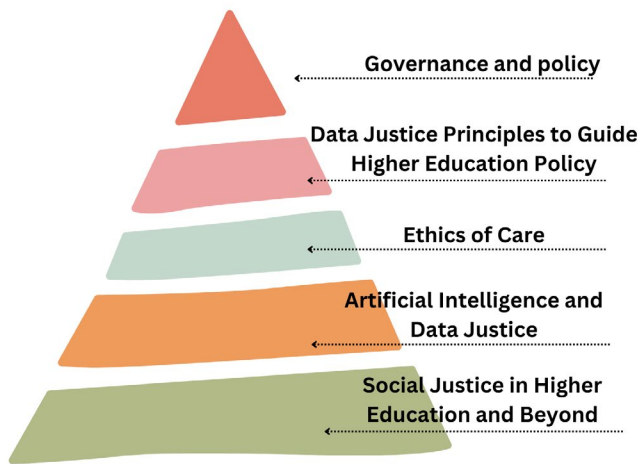 Governance and policy
Data Justice Principles to Guide
Higher Education Policy
Ethics of Care
Artificial Intelligence and
Data Justice
Social Justice in Higher
Education and Beyond